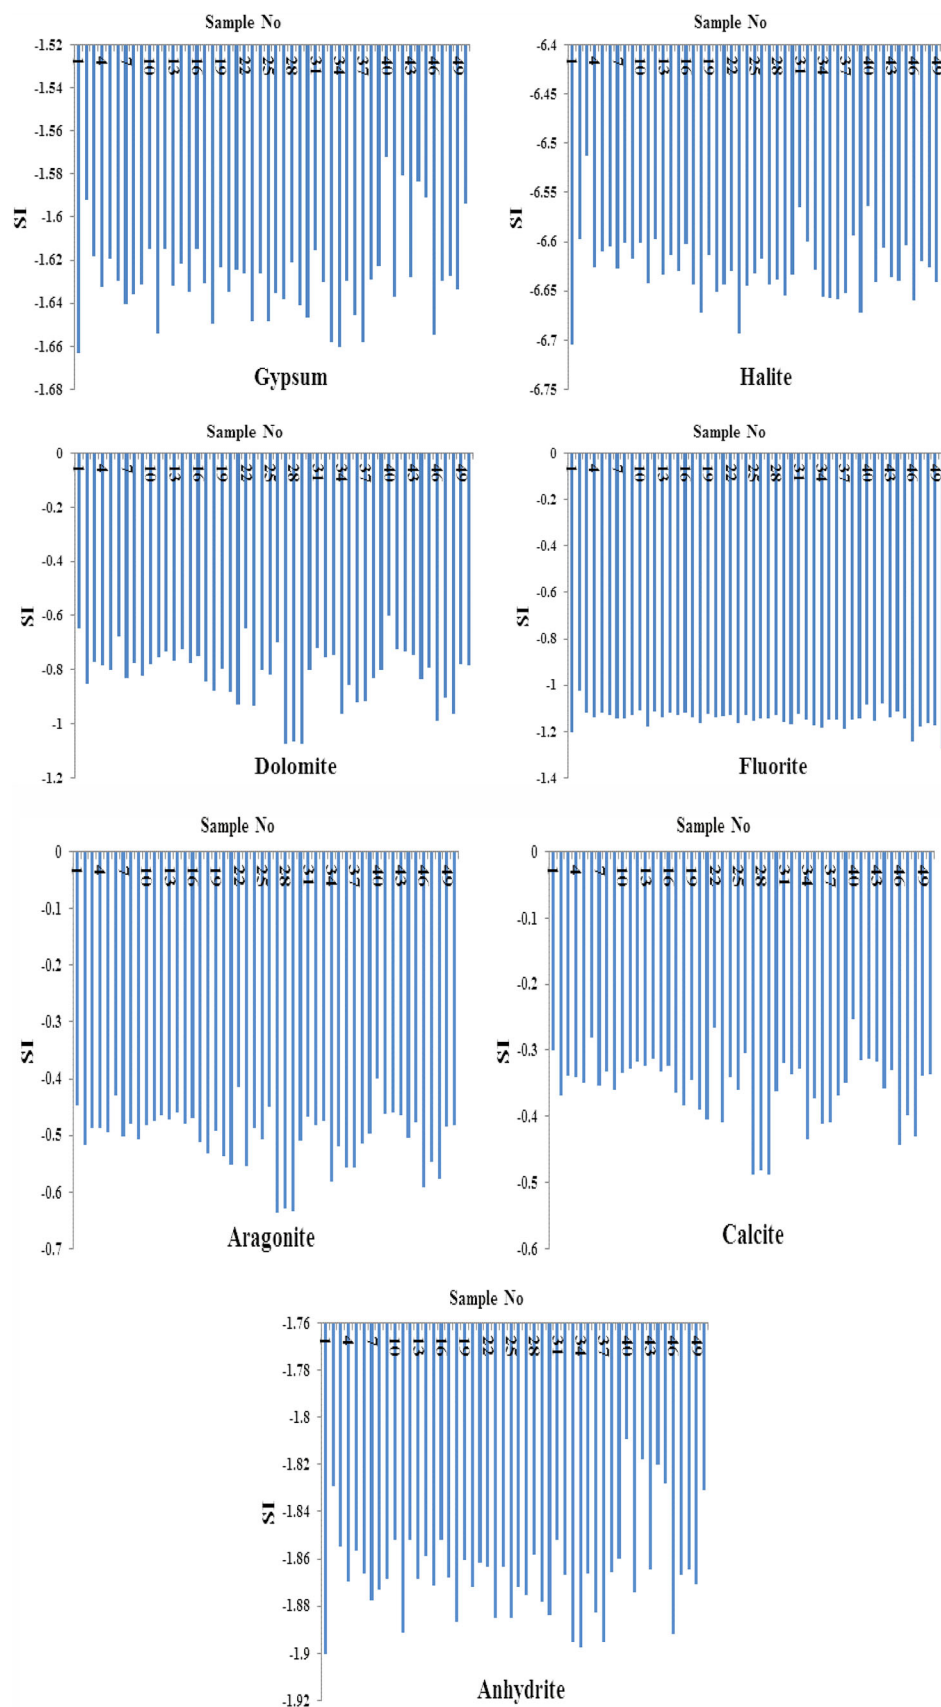 Sample No
-1.52
1 4 7 10 13 16 19 22 25 28 31 34 37 40 43 46 49
-1.54
-1.56
-1.58
-1.6
-1.62
-1.64
-1.66
-1.68
SI
Gypsum
Sample No
-6.4
1 4 7 10 13 16 19 22 25 28 31 34 37 40 43 46 49
-6.45
-6.5
-6.55
-6.6
-6.65
-6.7
-6.75
SI
Halite
Sample No
0
1 4 7 10 13 16 19 22 25 28 31 34 37 40 43 46 49
-0.2
-0.4
-0.6
-0.8
-1
-1.2
SI
Dolomite
Sample No
0
1 4 7 10 13 16 19 22 25 28 31 34 37 40 43 46 49
-0.2
-0.4
-0.6
-0.8
-1
-1.2
-1.4
SI
Fluorite
Sample No
0
1 4 7 10 13 16 19 22 25 28 31 34 37 40 43 46 49
-0.1
-0.2
-0.3
-0.4
-0.5
-0.6
-0.7
SI
Aragonite
Sample No
0
1 4 7 10 13 16 19 22 25 28 31 34 37 40 43 46 49
-0.1
-0.2
-0.3
-0.4
-0.5
-0.6
SI
Calcite
Sample No
-1.76
1 4 7 10 13 16 19 22 25 28 31 34 37 40 43 46 49
-1.78
-1.8
-1.82
-1.84
-1.86
-1.88
-1.9
-1.92
SI
Anhydrite